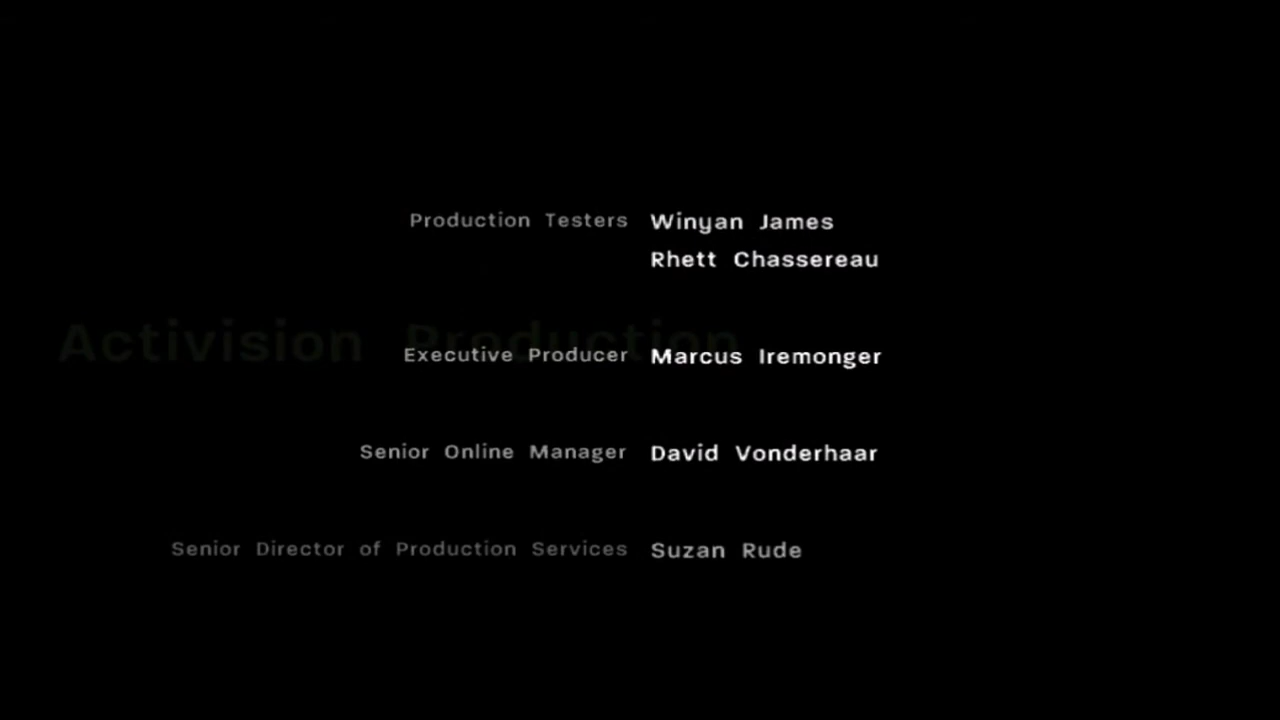 Production Testers Winyan James
Rhett Chassereau
Activision Production
Executive Producer Marcus Iremonger
Senior Online Manager David Vonderhaar
Senior Director of Production Services Suzan Rude